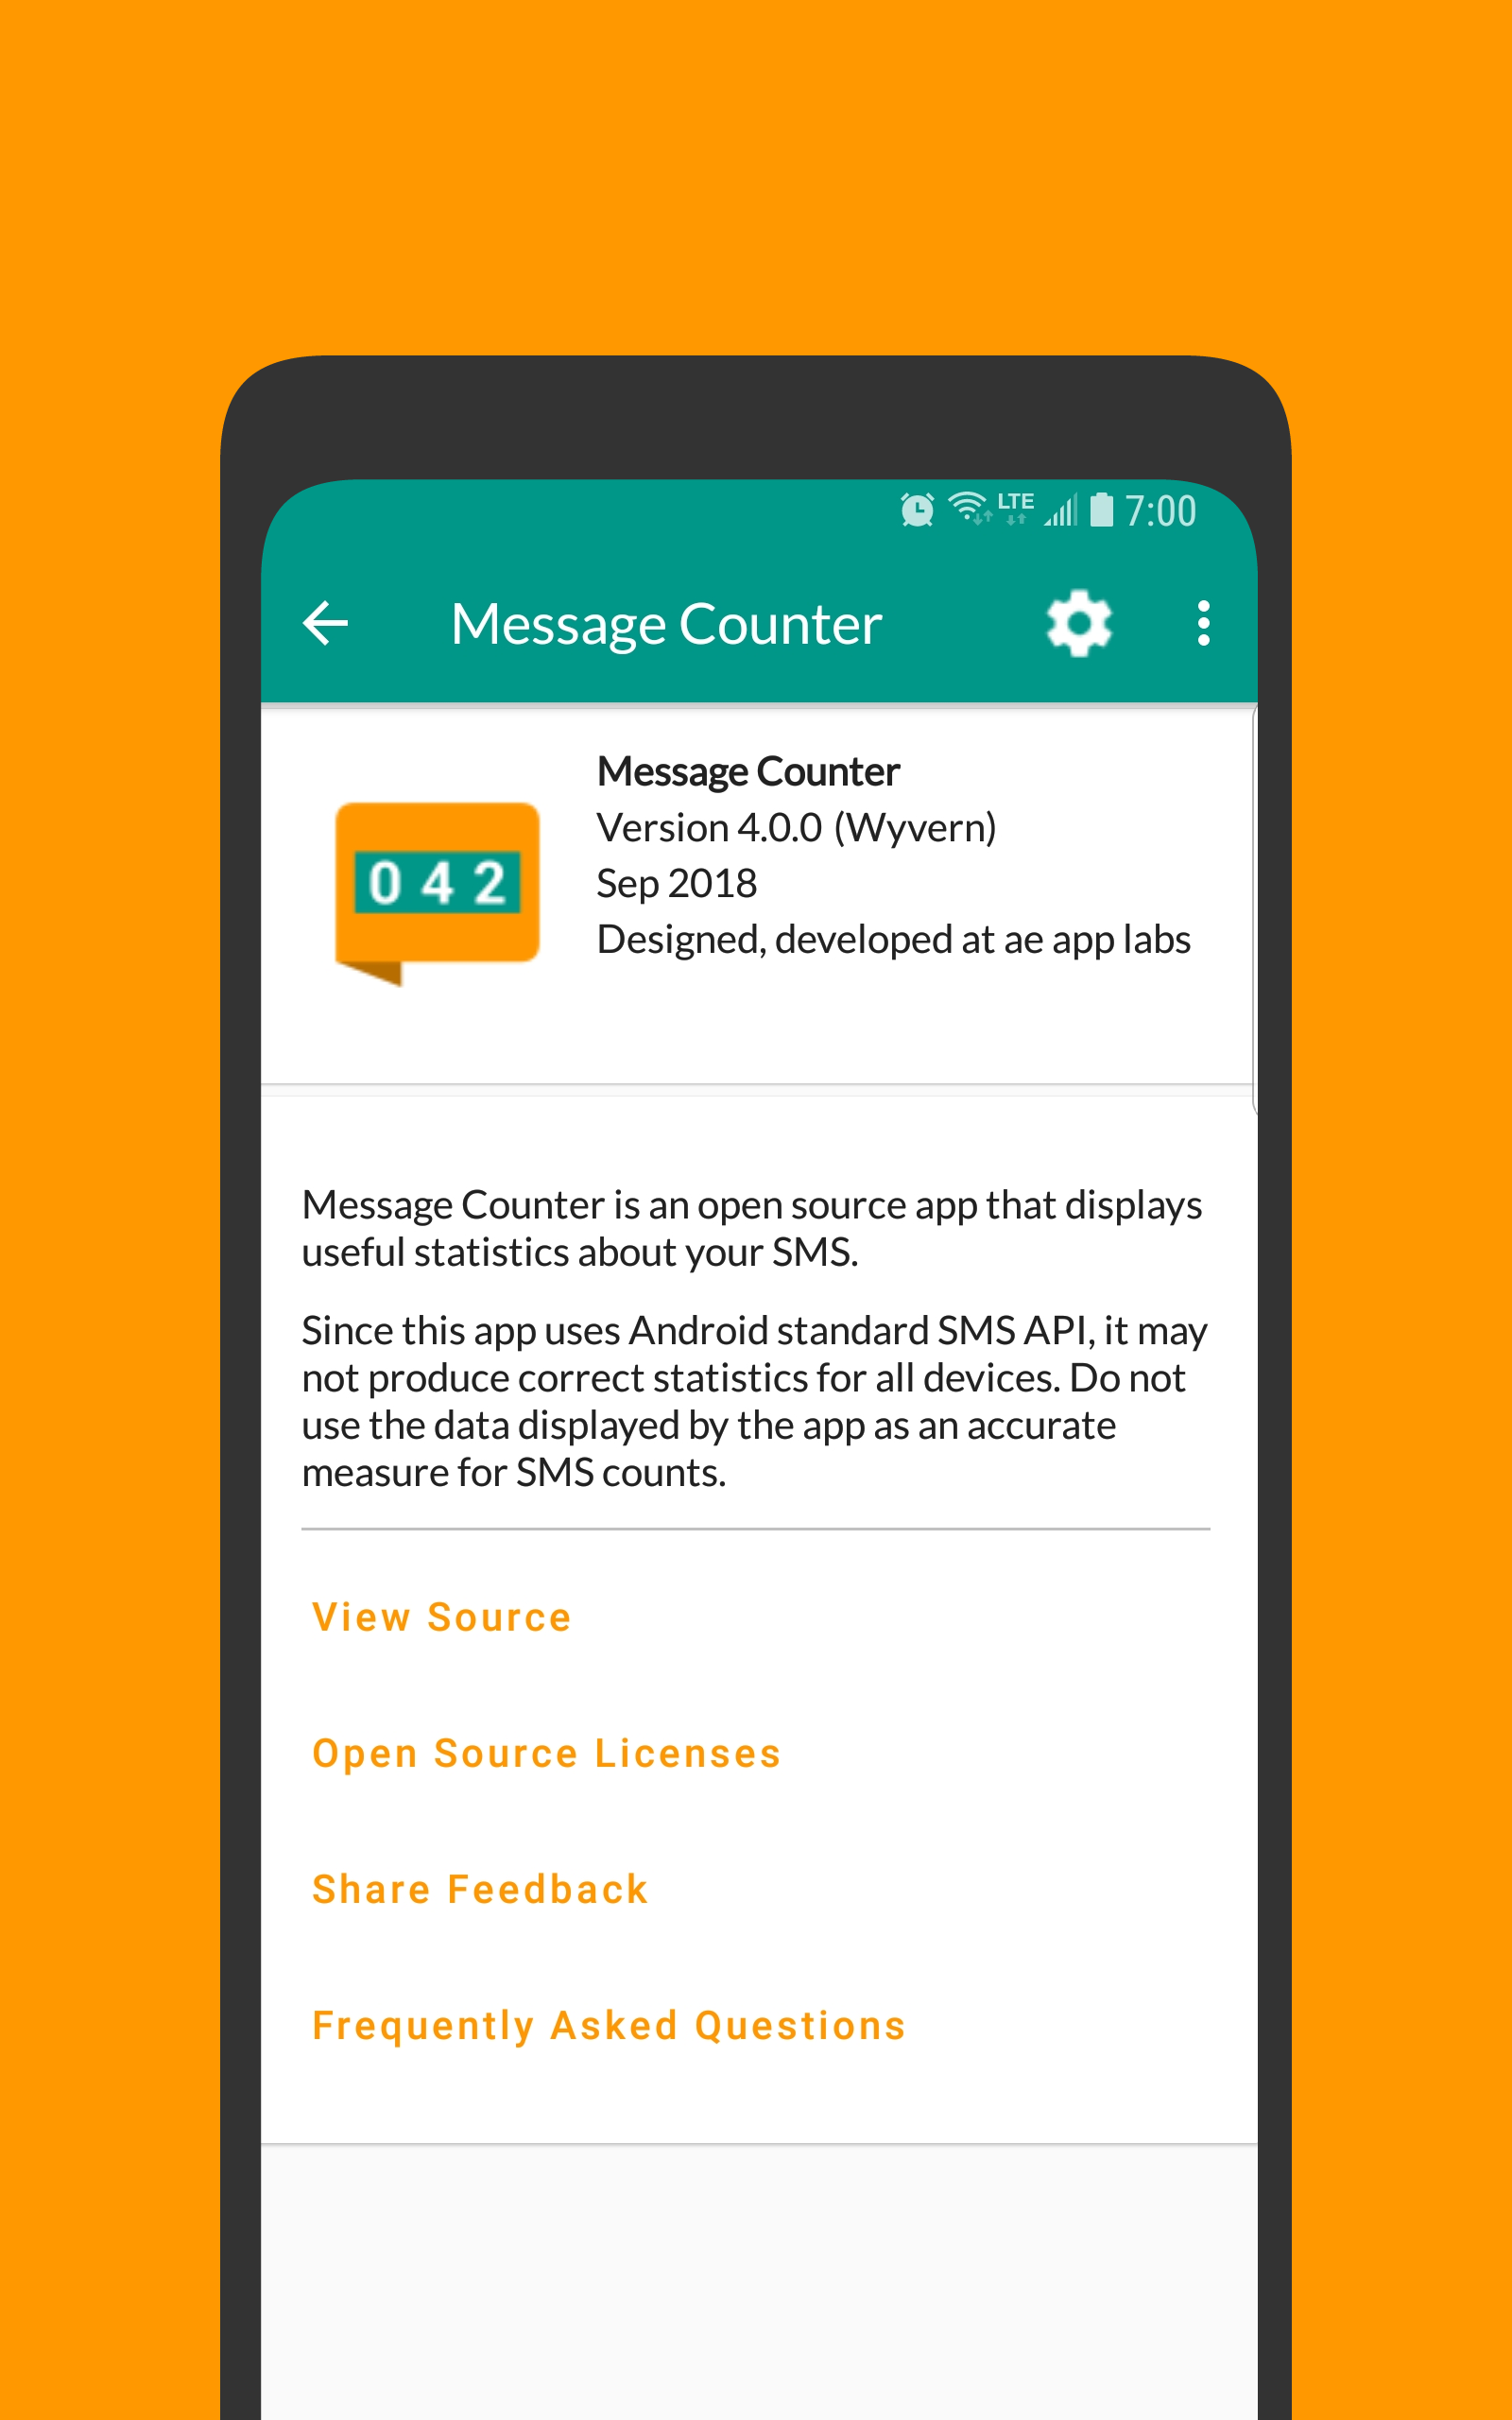 LTE 7:00
Message Counter
Message Counter
Version 4.0.0 (Wyvern)
Sep 2018
Designed, developed at ae app labs
042
Message Counter is an open source app that displays
useful statistics about your SMS.
Since this app uses Android standard SMS API, it may
not produce correct statistics for all devices. Do not
use the data displayed by the app as an accurate
measure for SMS counts.
View Source
Open Source Licenses
Share Feedback
Frequently Asked Questions